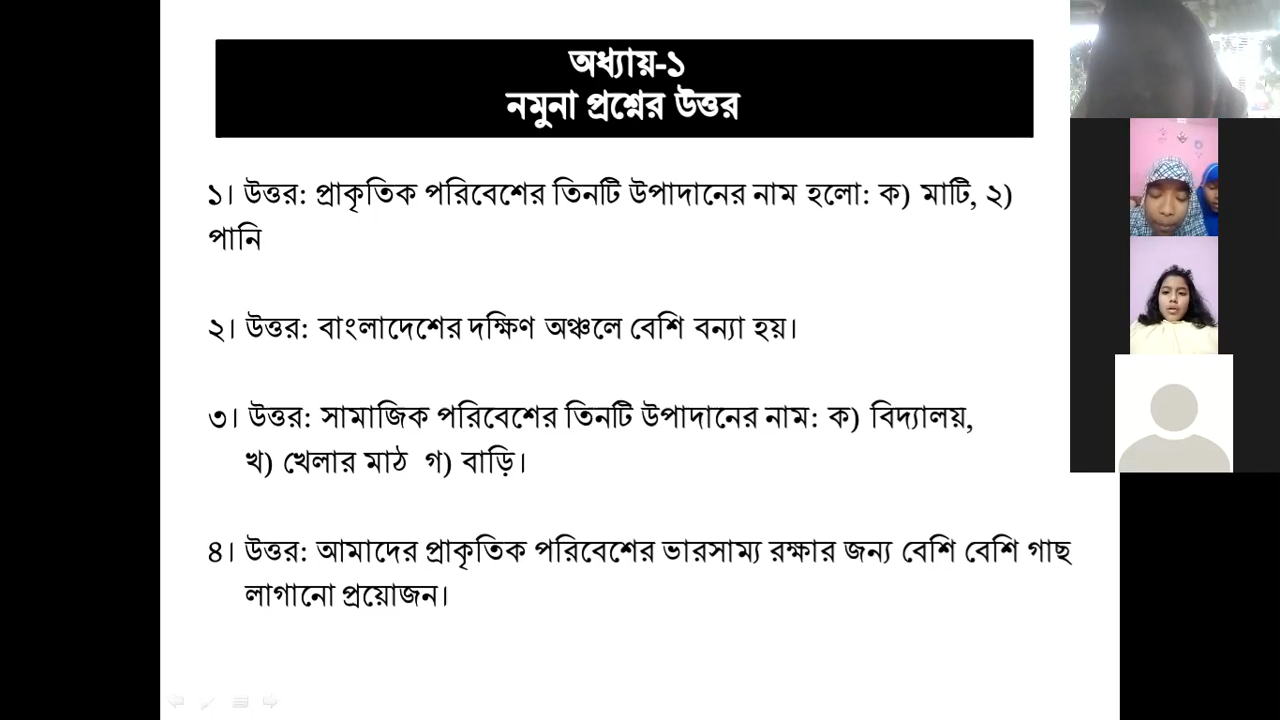 অধ্যায়-১
নমুনা প্রশ্নের উত্তর
১। উত্তর: প্রাকৃতিক পরিবেশের তিনটি উপাদানের নাম হলো: ক) মাটি, ২)
পানি
২। উত্তর: বাংলাদেশের দক্ষিণ অঞ্চলে বেশি বন্যা হয়।
৩। উত্তর: সামাজিক পরিবেশের তিনটি উপাদানের নাম: ক) বিদ্যালয়,
খ) খেলার মাঠ গ) বাড়ি।
৪। উত্তর: আমাদের প্রাকৃতিক পরিবেশের ভারসাম্য রক্ষার জন্য বেশি বেশি গাছ
লাগানো প্রয়োজন।